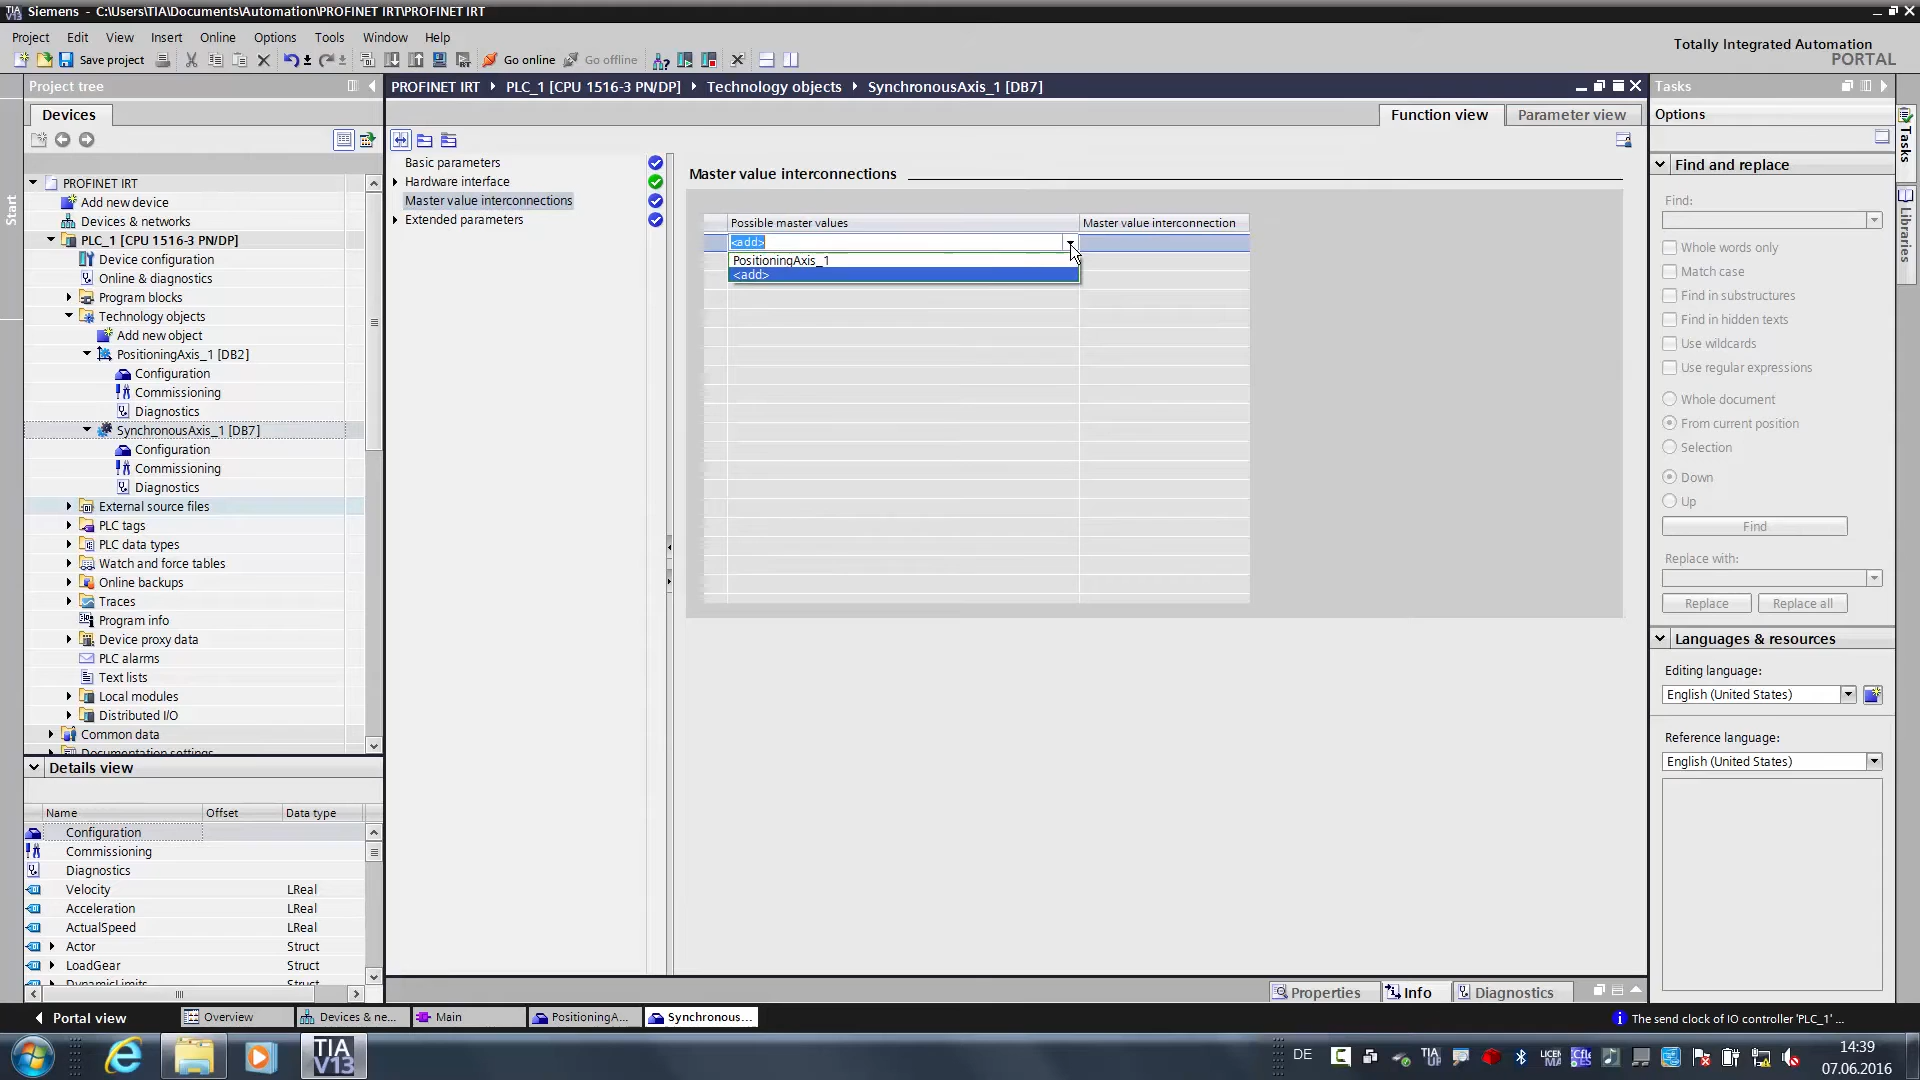 Siemens - C:\Users\TIA\Documents\Automation\PROFINET IRT\PROFINET IRT
Project Edit View Insert Online Options Tools Window Help
Totally Integrated Automation
PORTAL
Save project
Go online
Go offline
Project tree
PROFINET IRT
PLC_1 [CPU 1516-3 PN/DP]
Technology objects
SynchronousAxis_1 [DB7]
Tasks
Devices
Function view
Parameter view
Options
Start
Tasks
Libraries
PROFINET IRT
Add new device
Devices & networks
PLC_1 [CPU 1516-3 PN/DP]
Device configuration
Online & diagnostics
Program blocks
Technology objects
Add new object
PositioningAxis_1 [DB2]
Configuration
Commissioning
Diagnostics
SynchronousAxis_1 [DB7]
Configuration
Commissioning
Diagnostics
External source files
PLC tags
PLC data types
Watch and force tables
Online backups
Traces
Program info
Device proxy data
PLC alarms
Text lists
Local modules
Distributed I/O
Common data
Documentation settings
Details view
Name Offset Data type
Configuration
Commissioning
Diagnostics
Velocity LReal
Acceleration LReal
ActualSpeed LReal
Actor Struct
LoadGear Struct
DynamicLimits Struct
Basic parameters
Hardware interface
Master value interconnections
Extended parameters
Master value interconnections
Possible master values
Master value interconnection
<add>
PositioningAxis_1
<add>
Find and replace
Find:
Whole words only
Match case
Find in substructures
Find in hidden texts
Use wildcards
Use regular expressions
Whole document
From current position
Selection
Down
Up
Find
Replace with:
Replace
Replace all
Languages & resources
Editing language:
English (United States)
Reference language:
English (United States)
Properties
Info
Diagnostics
Portal view
Overview
Devices & ne...
Main
PositioningA...
Synchronous...
The send clock of IO controller 'PLC_1' ...
TIA
V13
DE
14:39
07.06.2016